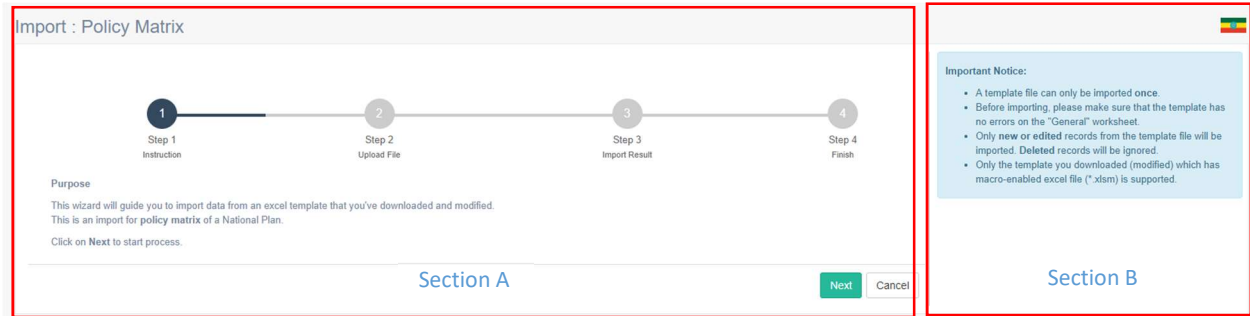 Import : Policy Matrix
1
2
3
4
Step 1
Step 2
Step 3
Step 4
Instruction
Upload File
Import Result
Finish
Purpose
This wizard will guide you to import data from an excel template that you've downloaded and modified.
This is an import for policy matrix of a National Plan.
Click on Next to start process.
Section A
Next
Cancel
Important Notice:
• A template file can only be imported once.
• Before importing, please make sure that the template has
no errors on the "General" worksheet.
• Only new or edited records from the template file will be
imported. Deleted records will be ignored.
• Only the template you downloaded (modified) which has
macro-enabled excel file (*.xlsm) is supported.
Section B